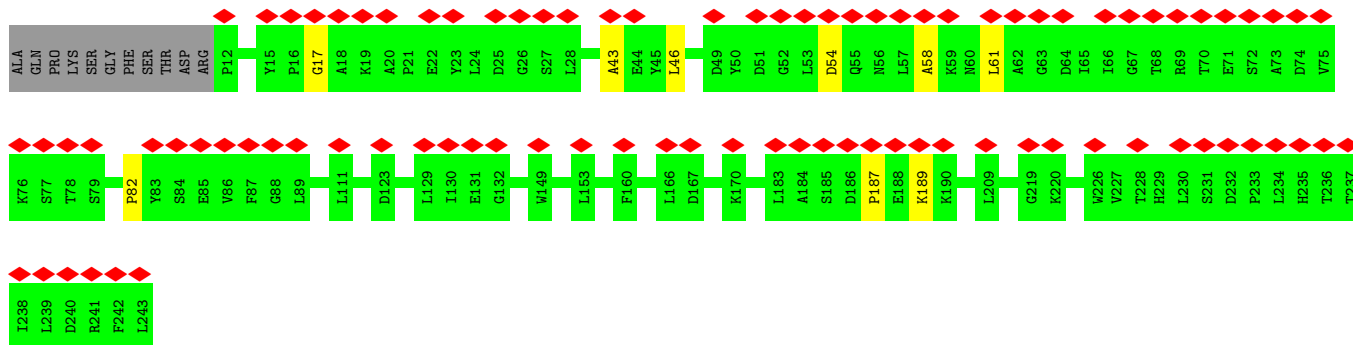 ALA GLN PRO LYS SER GLY PHE SER THR ASP ARG P12 Y15 P16 G17 A18 K19 A20 P21 E22 Y23 L24 D25 G26 S27 L28 A43 E44 Y45 L46 D49 Y50 D51 G52 L53 D54 Q55 N56 L57 A58 K59 N60 L61 A62 G63 D64 I65 I66 G67 T68 R69 T70 E71 S72 A73 D74 V75
K76 S77 T78 S79 P82 Y83 S84 E85 V86 F87 G88 L89 L111 D123 L129 I130 E131 G132 W149 L153 F160 L166 D167 K170 L183 A184 S185 D186 P187 E188 K189 K190 L209 G219 K220 W226 V227 T228 H229 L230 S231 D232 P233 L234 H235 T236 T237
I238 L239 D240 R241 F242 L243